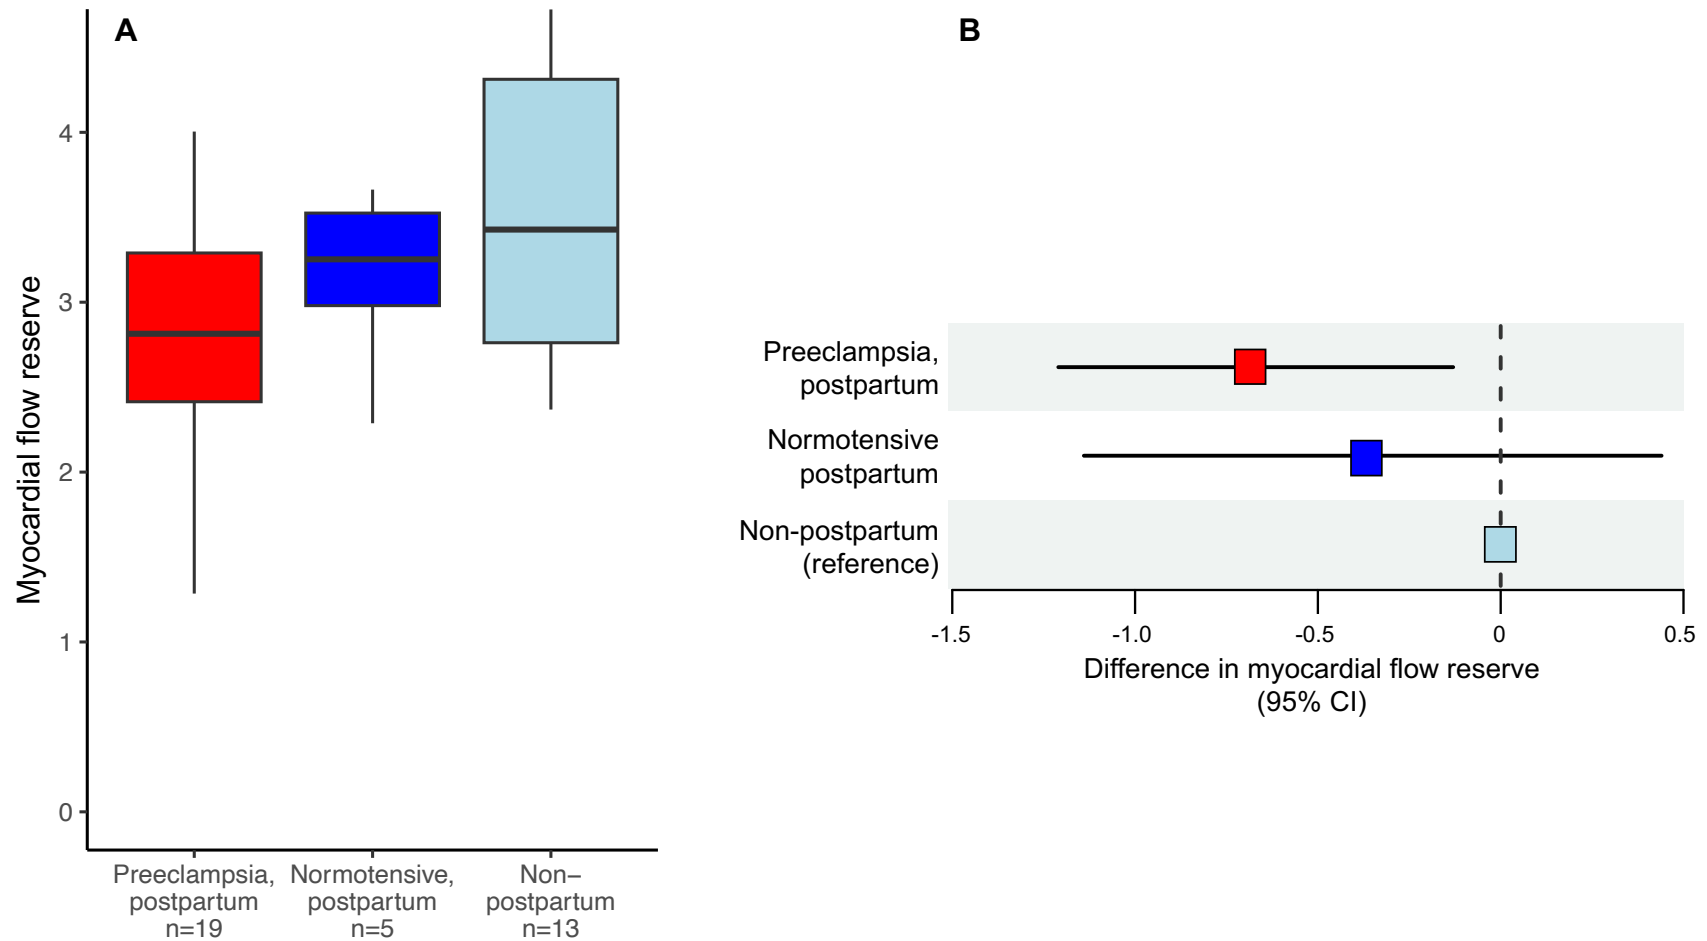 A
Myocardial flow reserve
4
3
2
1
0
Preeclampsia,
postpartum
n=19
Normotensive,
postpartum
n=5
Non−
postpartum
n=13
B
Preeclampsia,
postpartum
Normotensive
postpartum
Non-postpartum
(reference)
-1.5 -1.0 -0.5 0 0.5
Difference in myocardial flow reserve
(95% CI)